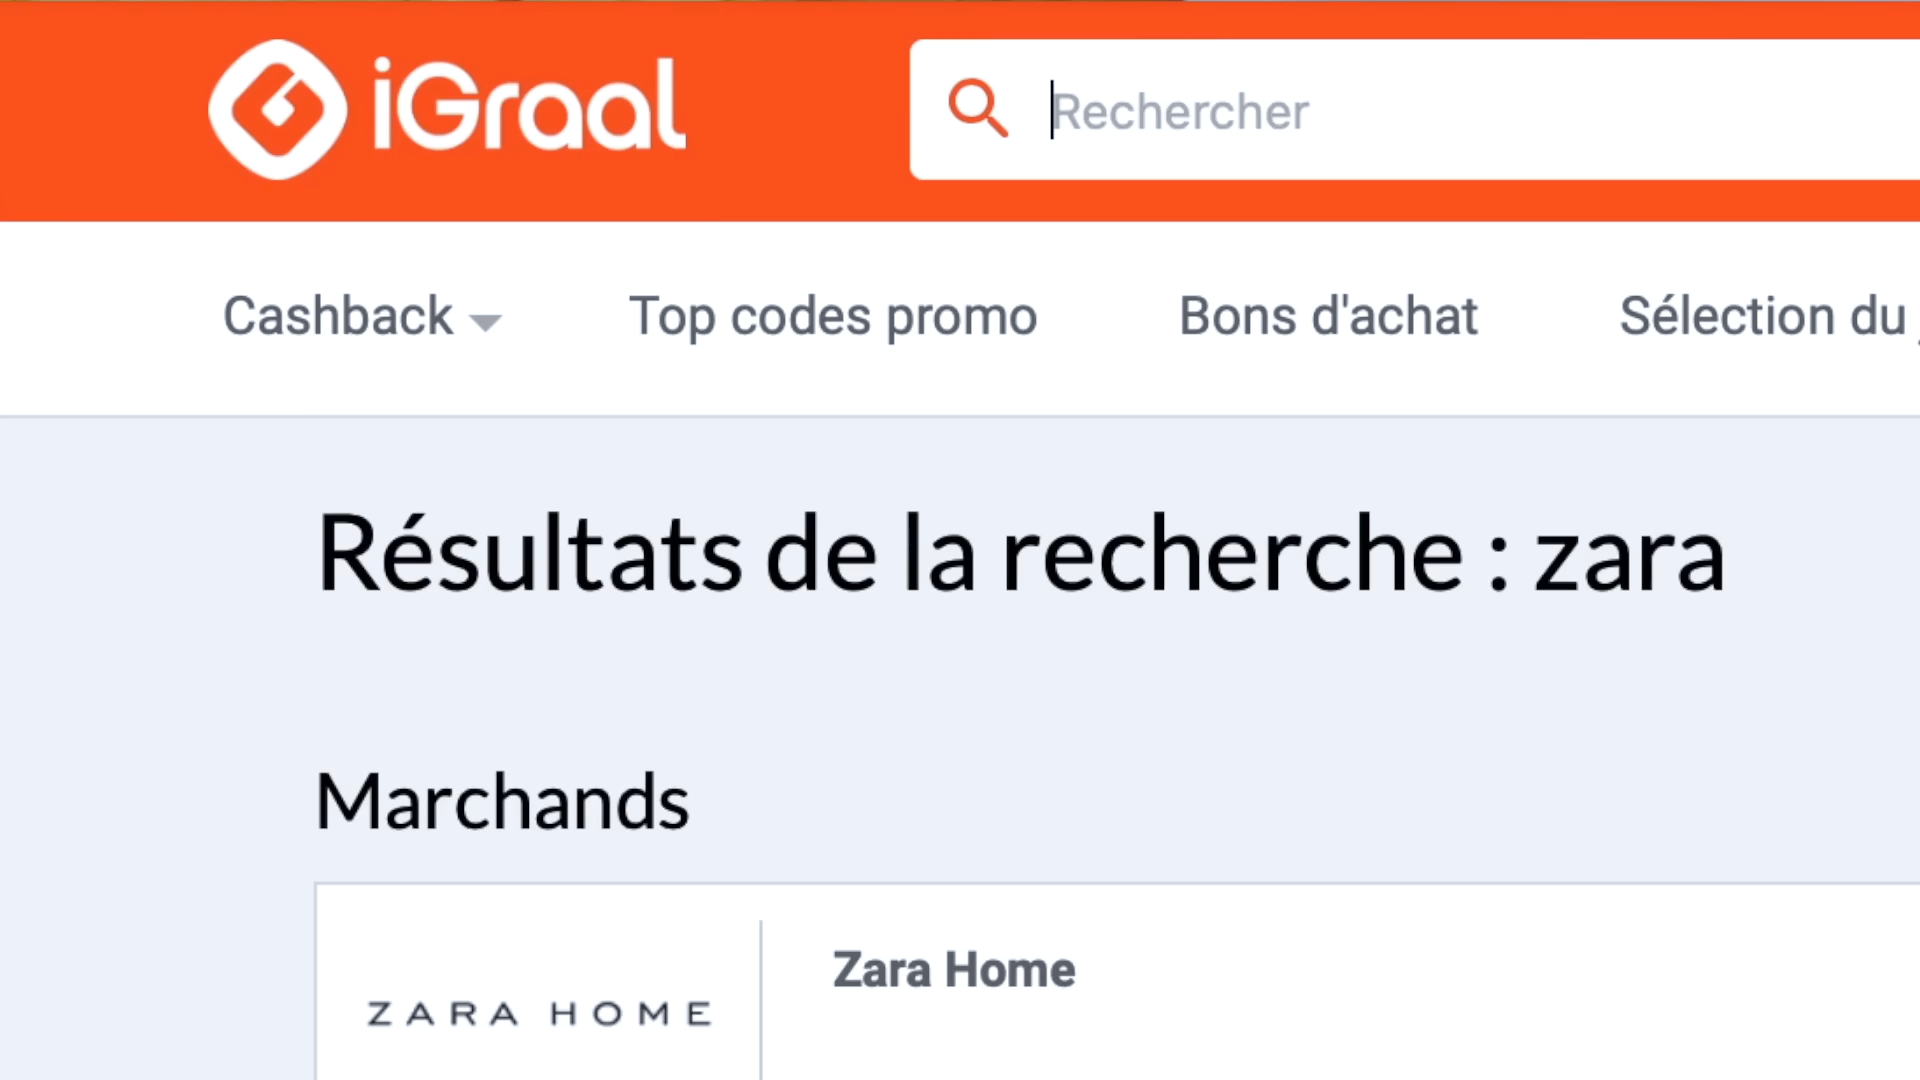 iGraal
Rechercher
Cashback
Top codes promo
Bons d'achat
Sélection du
Résultats de la recherche : zara
Marchands
ZARA HOME
Zara Home